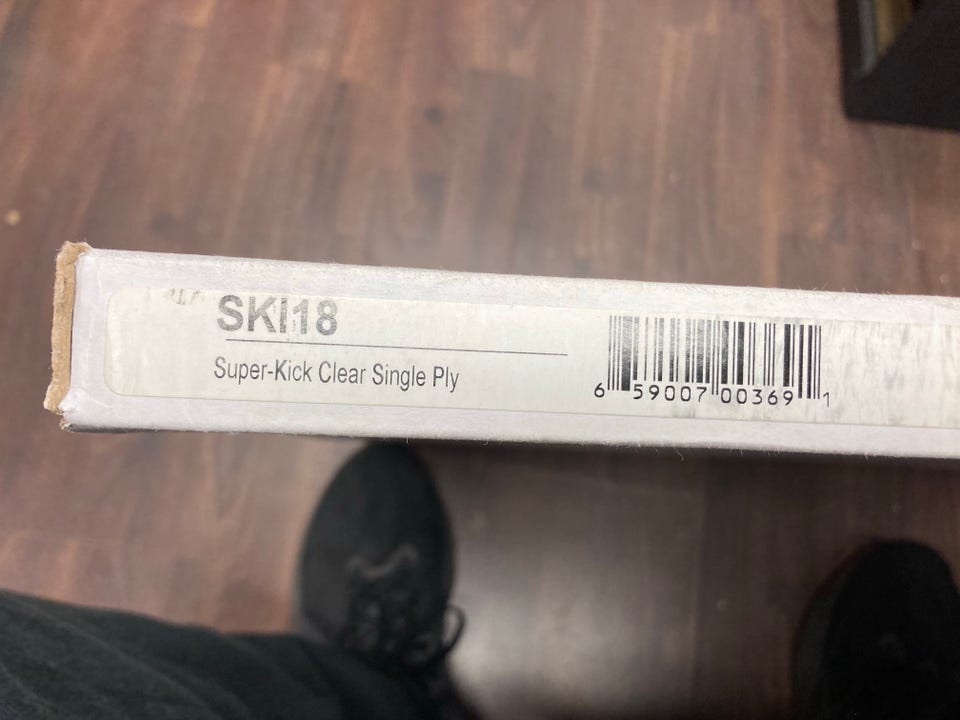 SKI18
Super-Kick Clear Single Ply
6 59007 00369 1